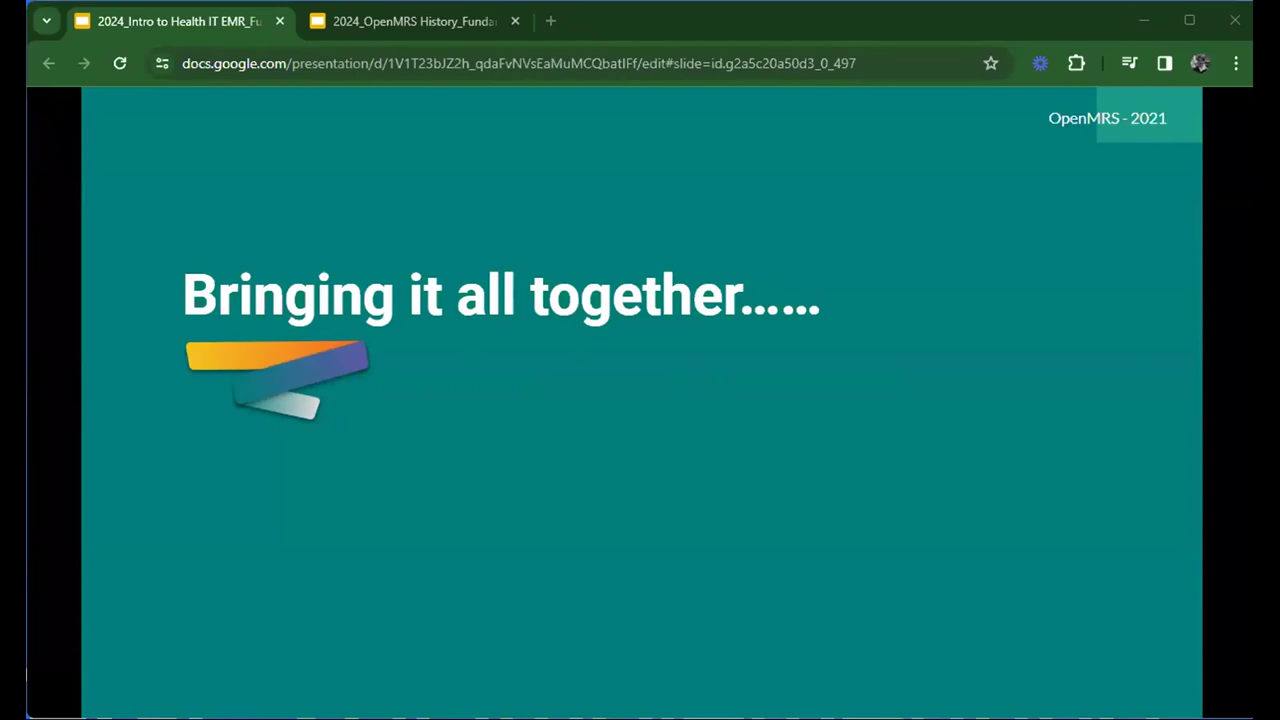 2024_Intro to Health IT EMR_Fu
2024_OpenMRS History_Funda
docs.google.com/presentation/d/1V1T23bJZ2h_qdaFvNVsEaMuMCQbatIFf/edit#slide=id.g2a5c20a50d3_0_497
OpenMRS - 2021
Bringing it all together......